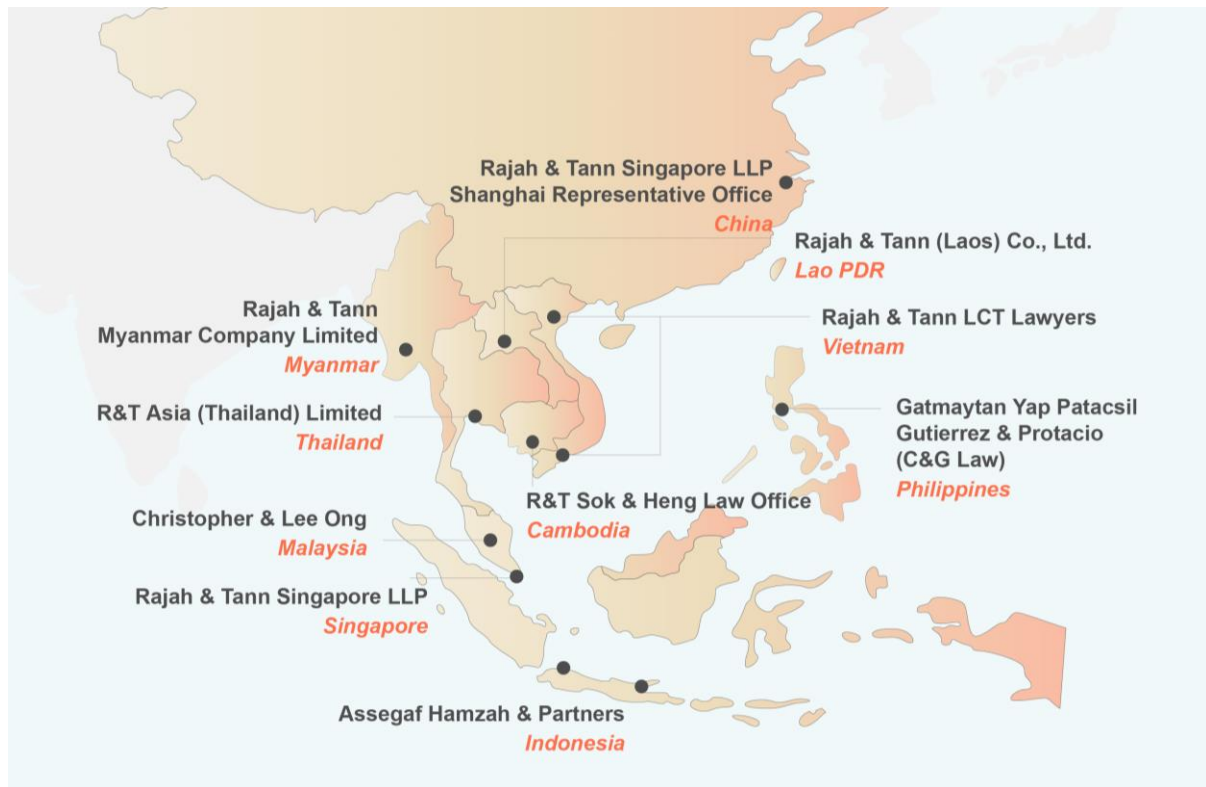 Rajah & Tann Singapore LLP
Shanghai Representative Office
China
Rajah & Tann (Laos) Co., Ltd.
Lao PDR
Rajah & Tann
Myanmar Company Limited
Myanmar
Rajah & Tann LCT Lawyers
Vietnam
R&T Asia (Thailand) Limited
Thailand
Gatmaytan Yap Patacsil
Gutierrez & Protacio
(C&G Law)
Philippines
R&T Sok & Heng Law Office
Cambodia
Christopher & Lee Ong
Malaysia
Rajah & Tann Singapore LLP
Singapore
Assegaf Hamzah & Partners
Indonesia